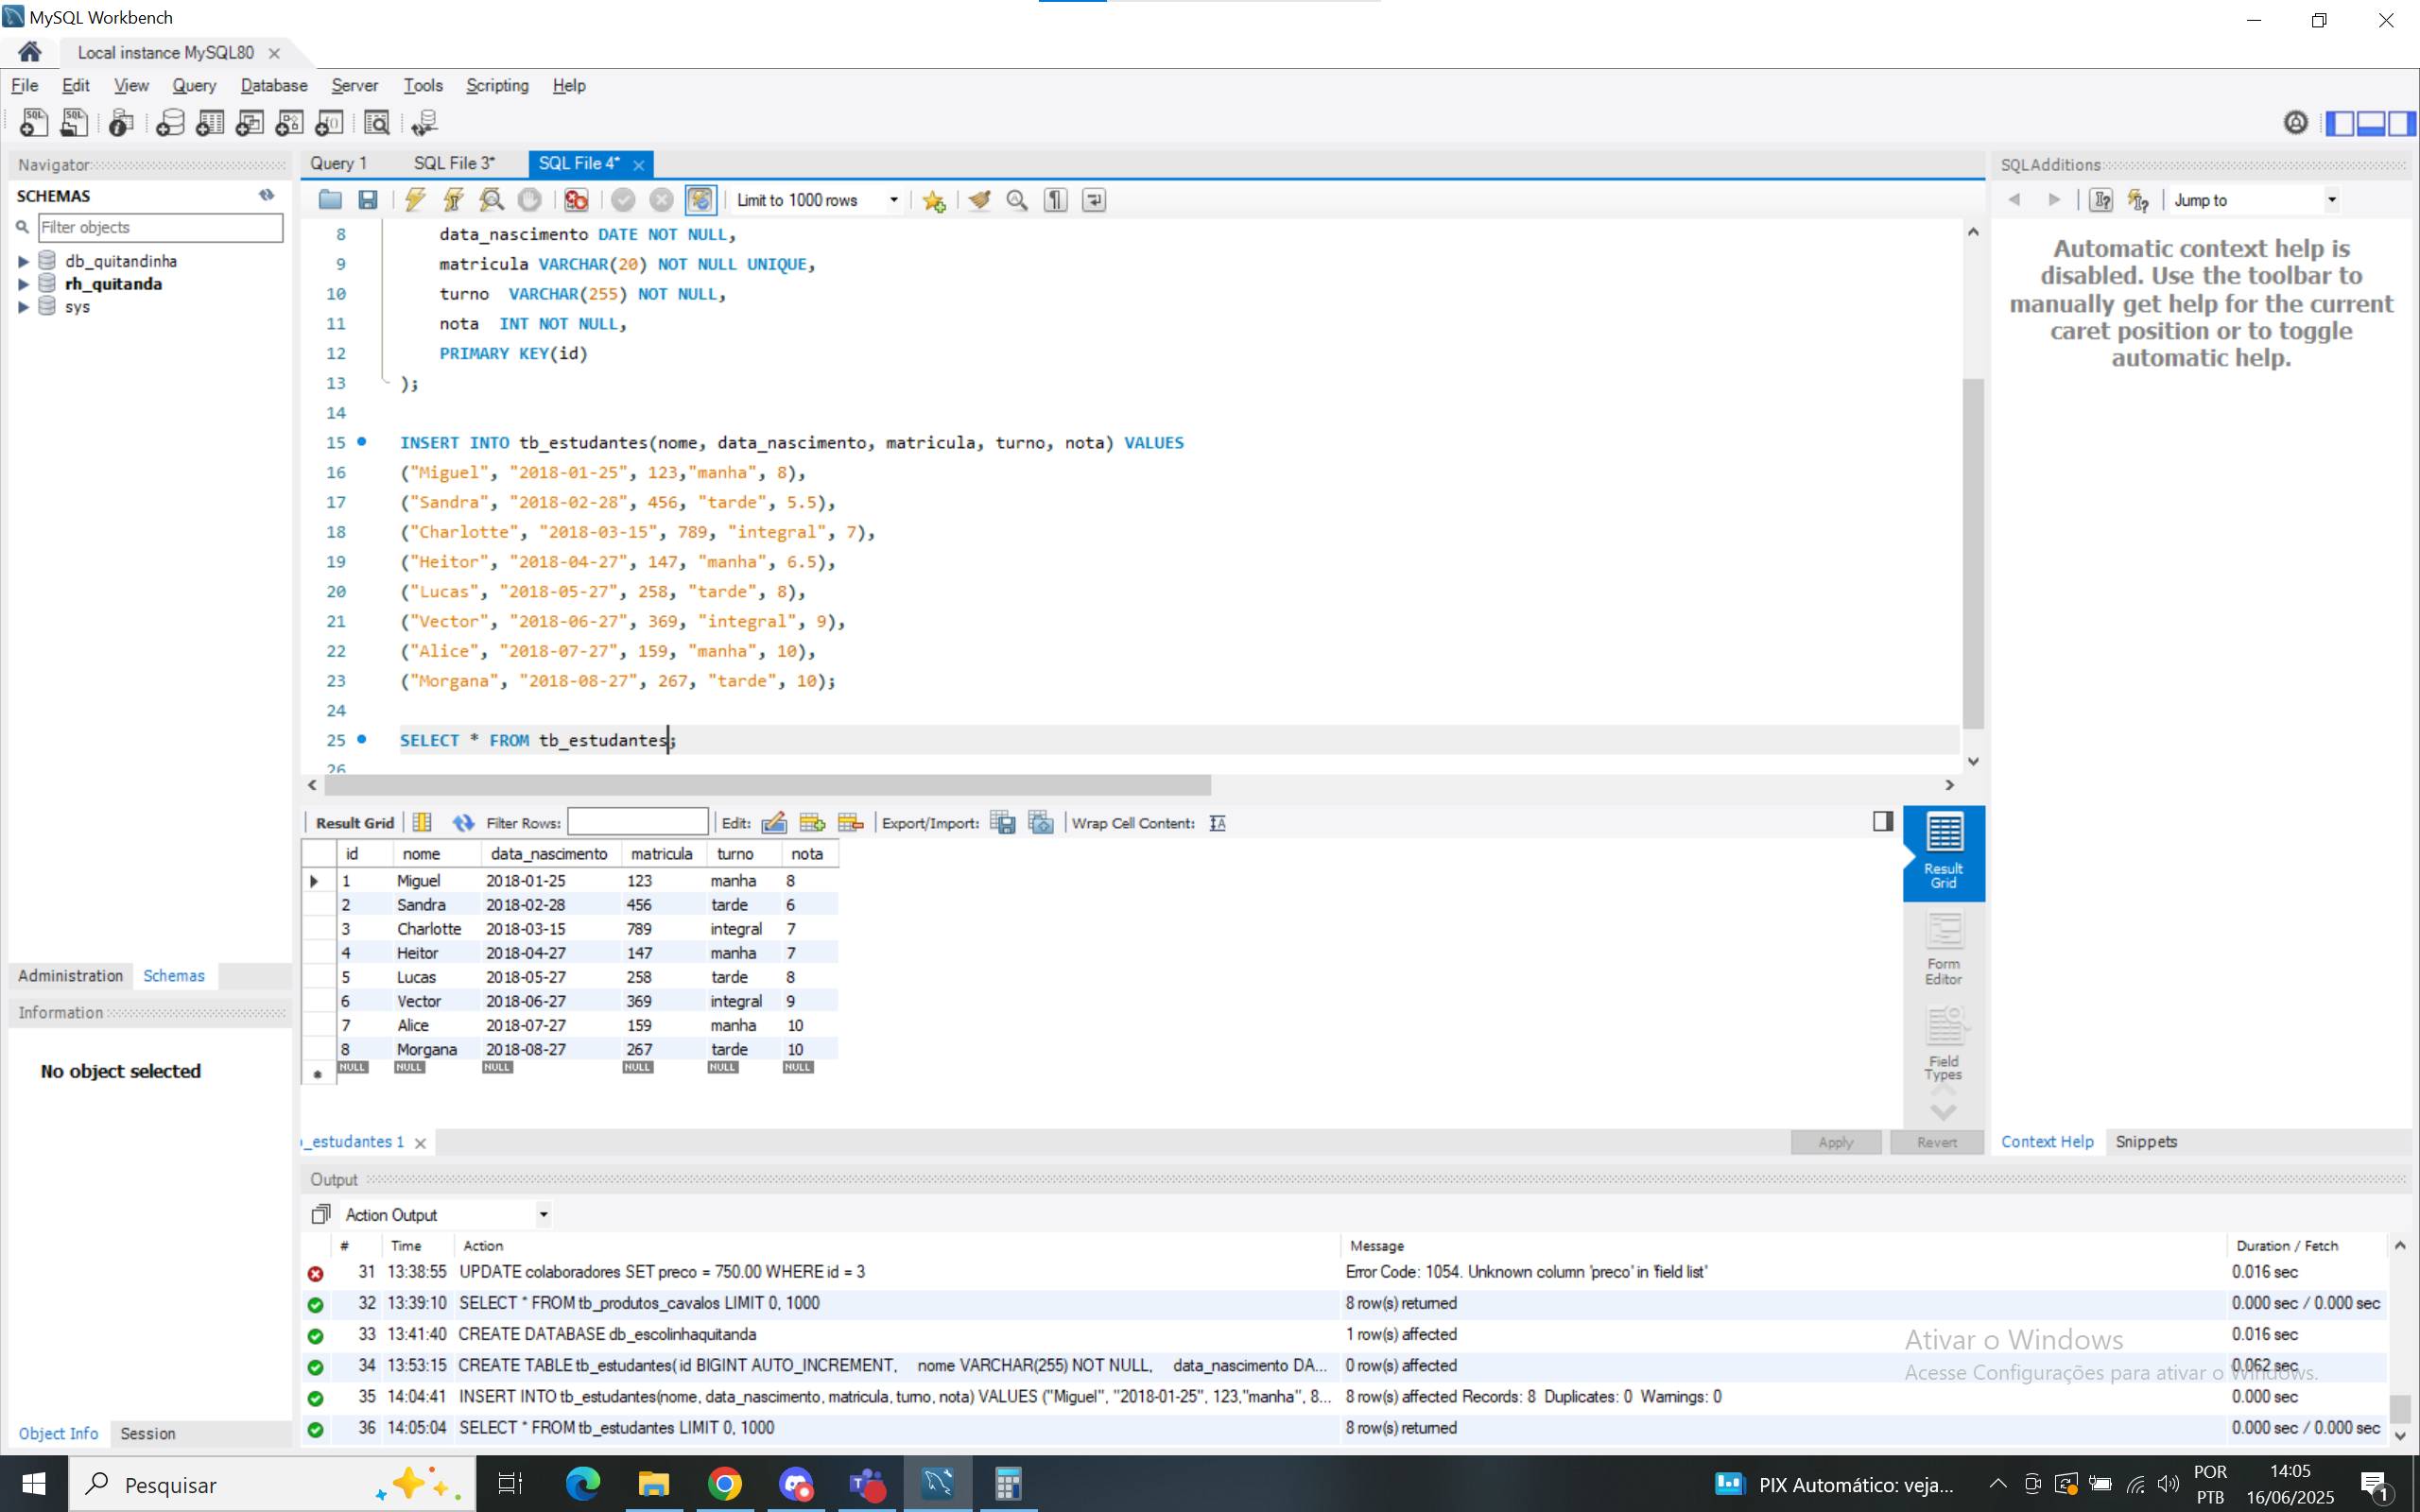 MySQL Workbench
Local instance MySQL80
File Edit View Query Database Server Tools Scripting Help
Navigator
SCHEMAS
Filter objects
db_quitandinha
rh_quitanda
sys
Administration Schemas
Information
No object selected
Object Info Session
Query 1 SQL File 3* SQL File 4*
Limit to 1000 rows
8 data_nascimento DATE NOT NULL,
9 matricula VARCHAR(20) NOT NULL UNIQUE,
10 turno VARCHAR(255) NOT NULL,
11 nota INT NOT NULL,
12 PRIMARY KEY(id)
13 );
14
15 INSERT INTO tb_estudantes(nome, data_nascimento, matricula, turno, nota) VALUES
16 ("Miguel", "2018-01-25", 123,"manha", 8),
17 ("Sandra", "2018-02-28", 456, "tarde", 5.5),
18 ("Charlotte", "2018-03-15", 789, "integral", 7),
19 ("Heitor", "2018-04-27", 147, "manha", 6.5),
20 ("Lucas", "2018-05-27", 258, "tarde", 8),
21 ("Vector", "2018-06-27", 369, "integral", 9),
22 ("Alice", "2018-07-27", 159, "manha", 10),
23 ("Morgana", "2018-08-27", 267, "tarde", 10);
24
25 SELECT * FROM tb_estudantes;
26
Result Grid Filter Rows: Edit: Export/Import: Wrap Cell Content:
id nome data_nascimento matricula turno nota
1 Miguel 2018-01-25 123 manha 8
2 Sandra 2018-02-28 456 tarde 6
3 Charlotte 2018-03-15 789 integral 7
4 Heitor 2018-04-27 147 manha 7
5 Lucas 2018-05-27 258 tarde 8
6 Vector 2018-06-27 369 integral 9
7 Alice 2018-07-27 159 manha 10
8 Morgana 2018-08-27 267 tarde 10
NULL NULL NULL NULL NULL NULL
Result Grid
Form Editor
Field Types
_estudantes 1
Apply Revert
SQLAdditions
Jump to
Automatic context help is
disabled. Use the toolbar to
manually get help for the current
caret position or to toggle
automatic help.
Context Help Snippets
Output
Action Output
# Time Action Message Duration / Fetch
31 13:38:55 UPDATE colaboradores SET preco = 750.00 WHERE id = 3 Error Code: 1054. Unknown column 'preco' in 'field list' 0.016 sec
32 13:39:10 SELECT * FROM tb_produtos_cavalos LIMIT 0, 1000 8 row(s) returned 0.000 sec / 0.000 sec
33 13:41:40 CREATE DATABASE db_escolinhaquitanda 1 row(s) affected 0.016 sec
34 13:53:15 CREATE TABLE tb_estudantes( id BIGINT AUTO_INCREMENT, nome VARCHAR(255) NOT NULL, data_nascimento DA... 0 row(s) affected 0.062 sec
35 14:04:41 INSERT INTO tb_estudantes(nome, data_nascimento, matricula, turno, nota) VALUES ("Miguel", "2018-01-25", 123,"manha", 8... 8 row(s) affected Records: 8 Duplicates: 0 Warnings: 0 0.000 sec
36 14:05:04 SELECT * FROM tb_estudantes LIMIT 0, 1000 8 row(s) returned 0.000 sec / 0.000 sec
Ativar o Windows
Acesse Configurações para ativar o Windows.
Pesquisar
PIX Automático: veja...
POR
PTB
14:05
16/06/2025
1